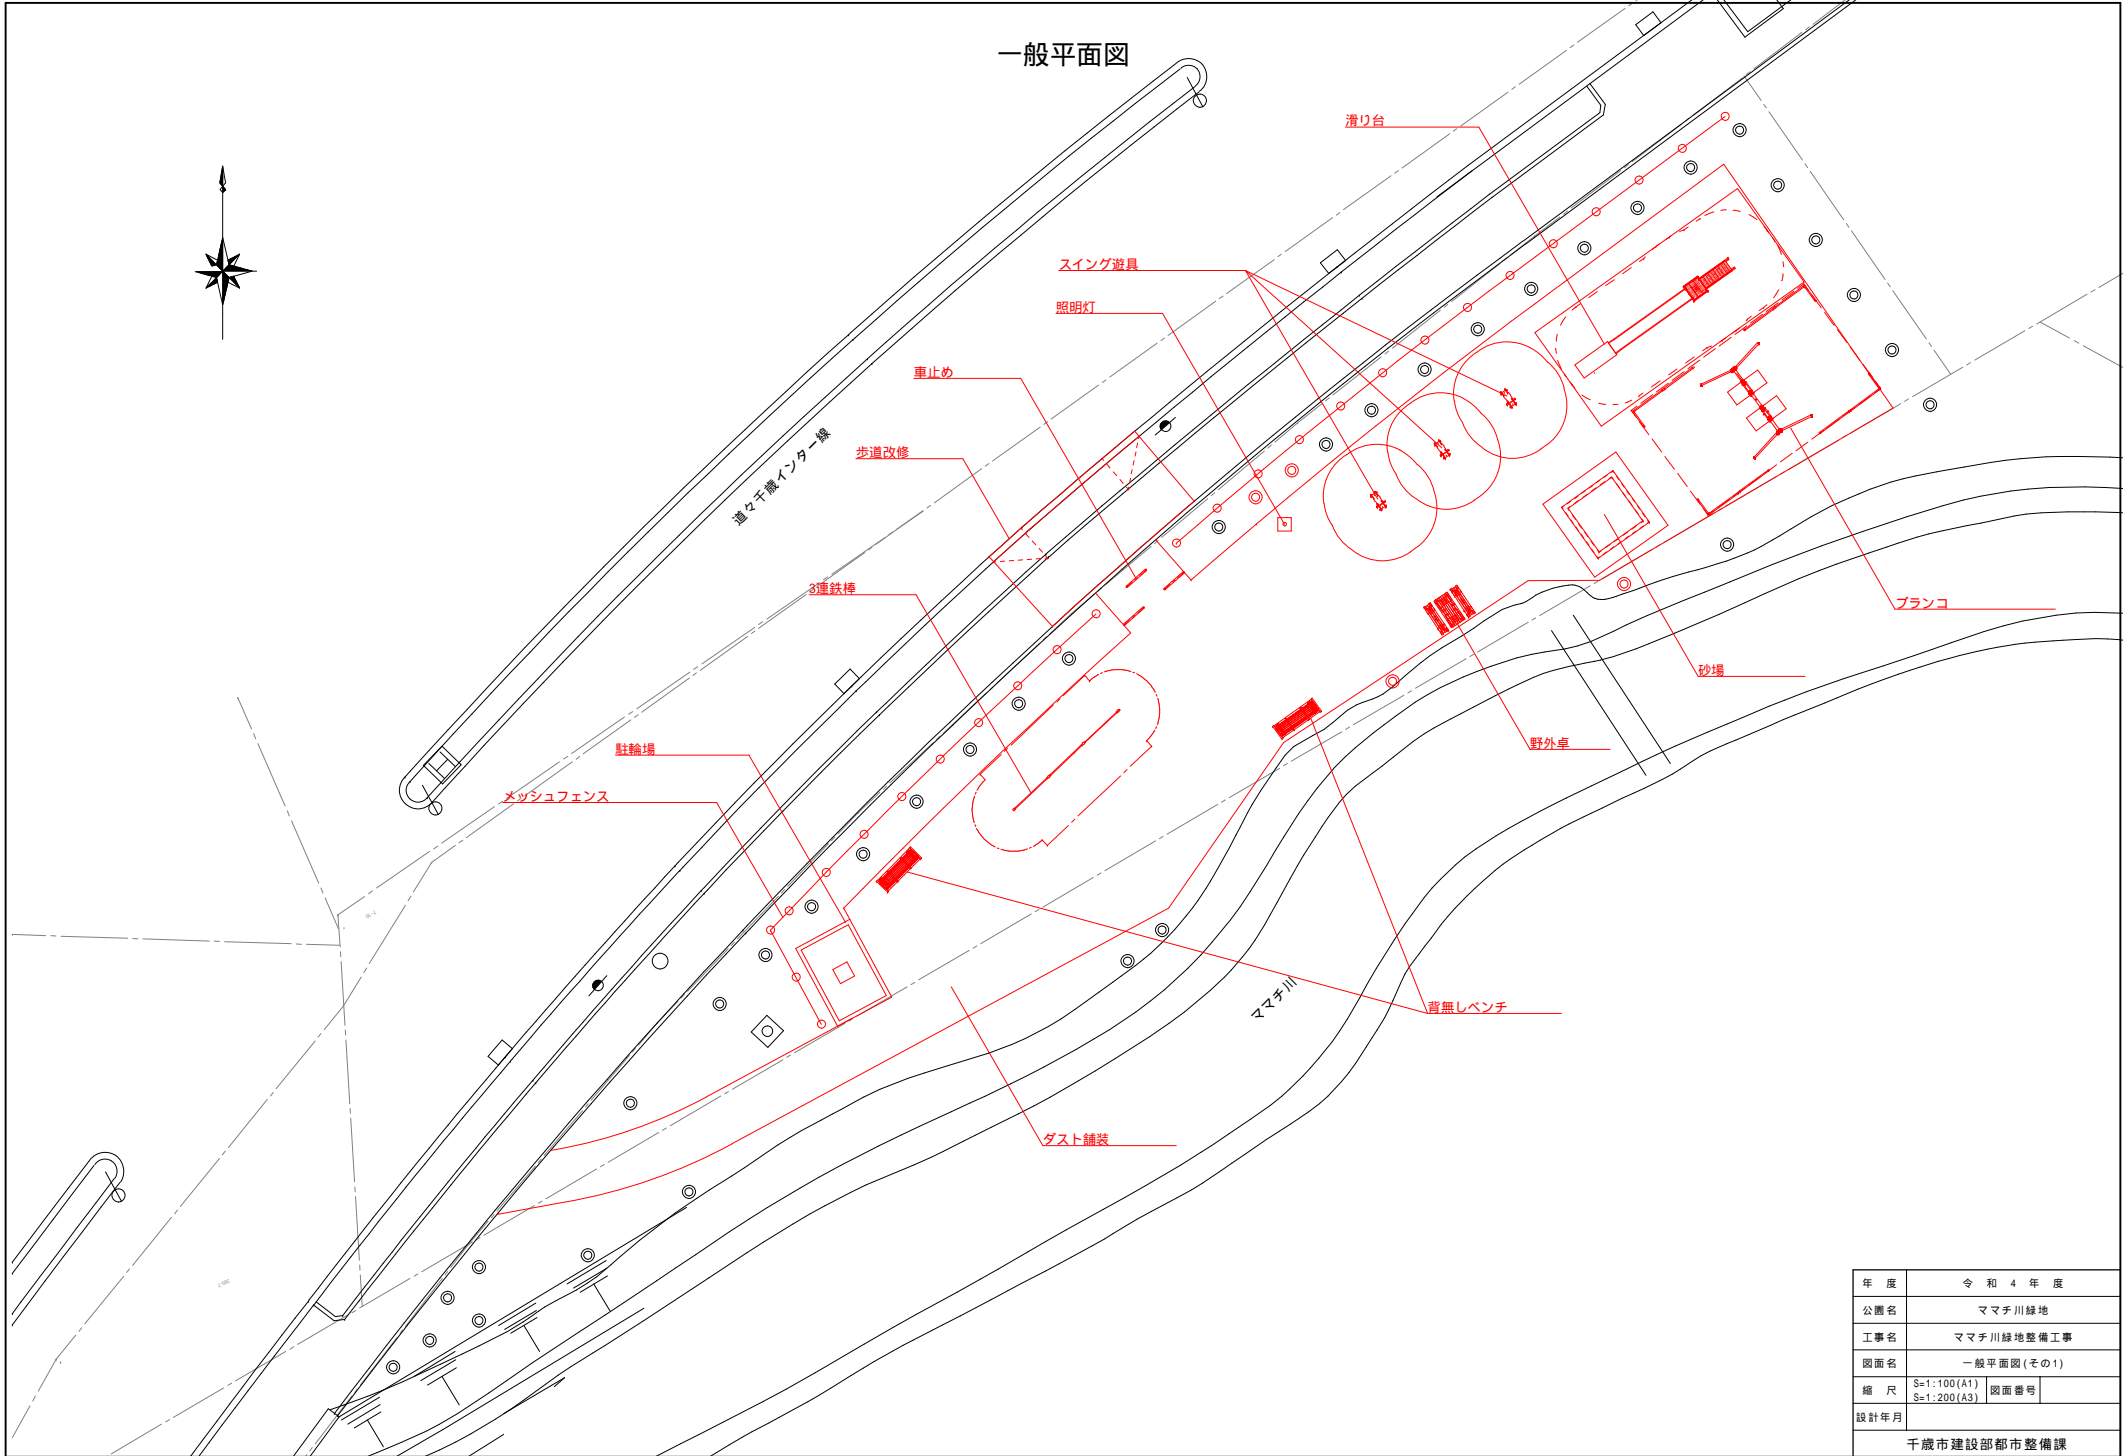 一般平面図
滑り台
スイング遊具
照明灯
車止め
歩道改修
道々千歳インター線
3連鉄棒
ブランコ
砂場
野外卓
駐輪場
メッシュフェンス
背無しベンチ
ママチ川
ダスト舗装
年 度 令 和 4 年 度
公園名 ママチ川緑地
工事名 ママチ川緑地整備工事
図面名 一般平面図(その1)
縮 尺 S=1:100(A1) 図面番号
S=1:200(A3)
設計年月
千歳市建設部都市整備課